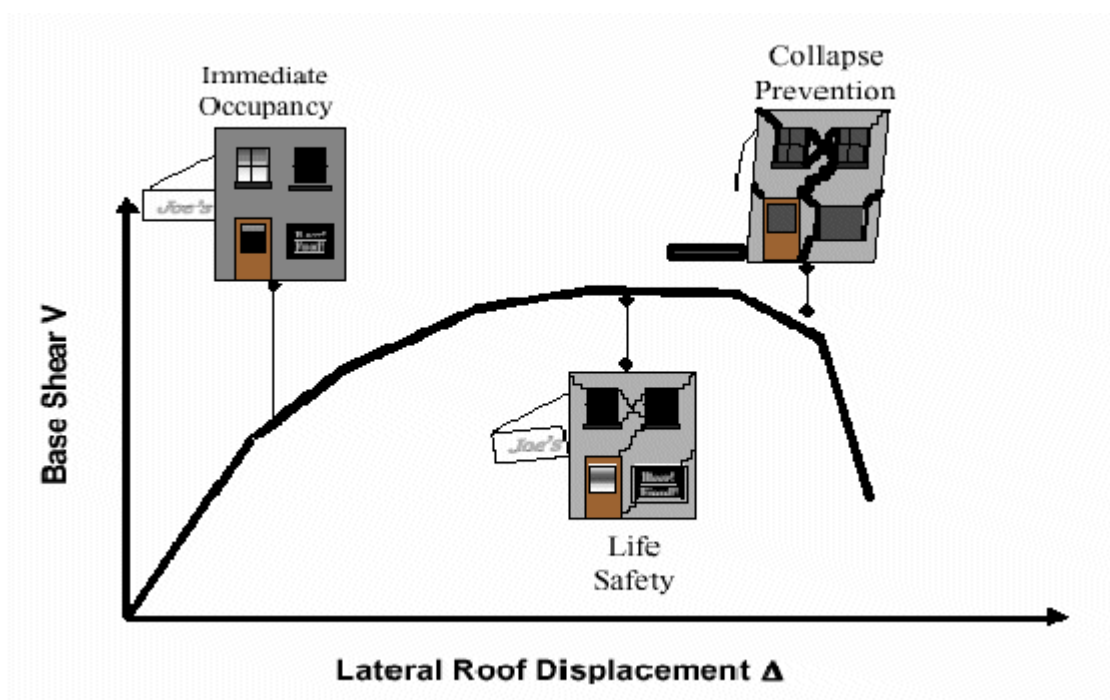 Immediate
Occupancy
Collapse
Prevention
Joe's
Base Shear V
Joe's
Life
Safety
Lateral Roof Displacement Δ